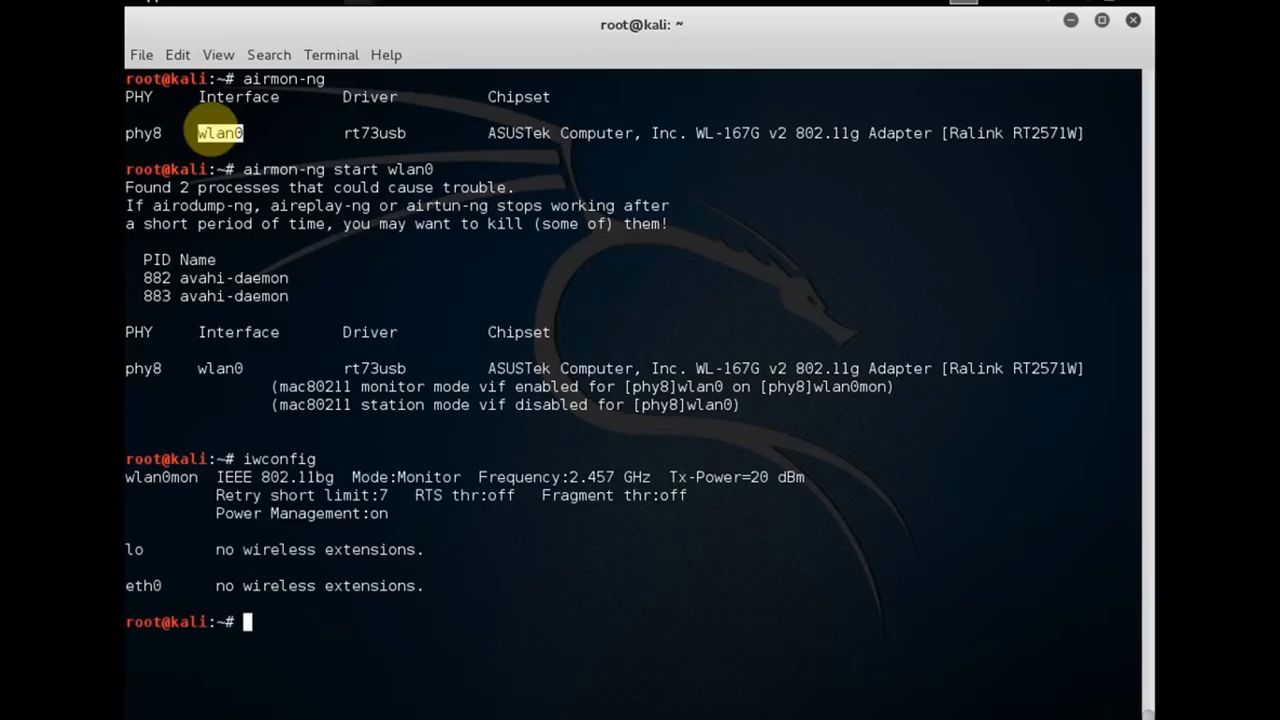 root@kali: ~
File Edit View Search Terminal Help
root@kali:~# airmon-ng
PHY Interface Driver Chipset
phy8 wlan0 rt73usb ASUSTek Computer, Inc. WL-167G v2 802.11g Adapter [Ralink RT2571W]
root@kali:~# airmon-ng start wlan0
Found 2 processes that could cause trouble.
If airodump-ng, aireplay-ng or airtun-ng stops working after
a short period of time, you may want to kill (some of) them!
PID Name
882 avahi-daemon
883 avahi-daemon
PHY Interface Driver Chipset
phy8 wlan0 rt73usb ASUSTek Computer, Inc. WL-167G v2 802.11g Adapter [Ralink RT2571W]
(mac80211 monitor mode vif enabled for [phy8]wlan0 on [phy8]wlan0mon)
(mac80211 station mode vif disabled for [phy8]wlan0)
root@kali:~# iwconfig
wlan0mon IEEE 802.11bg Mode:Monitor Frequency:2.457 GHz Tx-Power=20 dBm
Retry short limit:7 RTS thr:off Fragment thr:off
Power Management:on
lo no wireless extensions.
eth0 no wireless extensions.
root@kali:~#